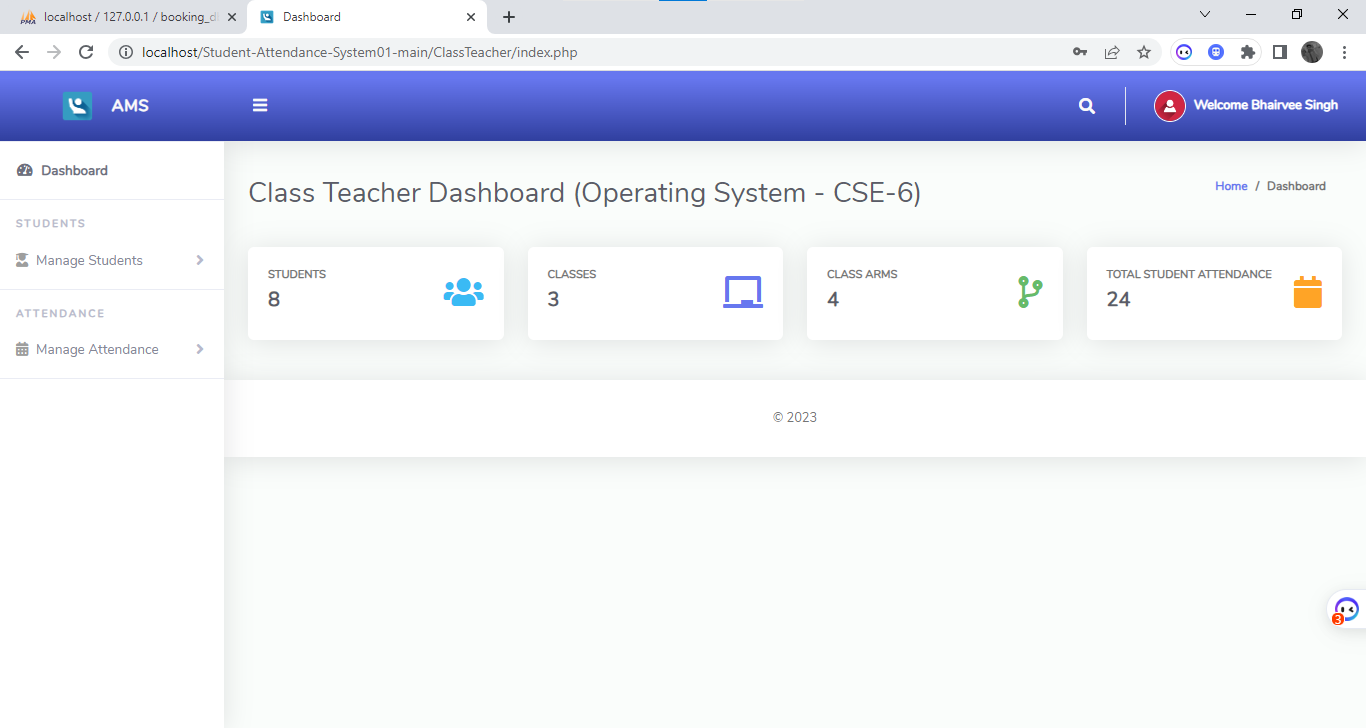 localhost / 127.0.0.1 / booking_d
Dashboard
localhost/Student-Attendance-System01-main/ClassTeacher/index.php
AMS
Welcome Bhairvee Singh
Dashboard
STUDENTS
Manage Students
ATTENDANCE
Manage Attendance
Class Teacher Dashboard (Operating System - CSE-6)
Home / Dashboard
STUDENTS
8
CLASSES
3
CLASS ARMS
4
TOTAL STUDENT ATTENDANCE
24
© 2023
3